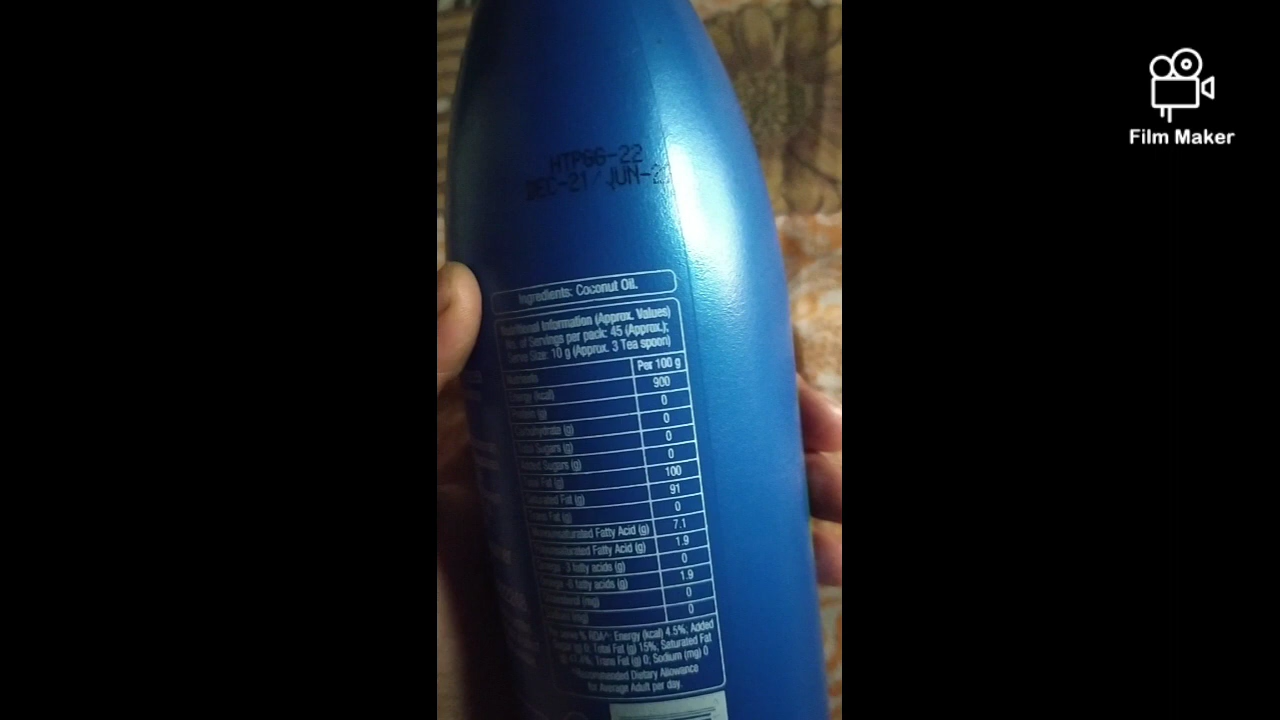 Film Maker
HTPGG-22
DEC-21/JUN-23
Ingredients: Coconut Oil.
Nutritional Information (Approx. Values)
No. of Servings per pack: 45 (Approx.);
Serve Size: 10 g (Approx. 3 Tea spoon)
Nutrients Per 100 g
Energy (kcal) 900
Protein (g) 0
Carbohydrate (g) 0
Total Sugars (g) 0
Added Sugars (g) 0
Total Fat (g) 100
Saturated Fat (g) 91
Trans Fat (g) 0
Monounsaturated Fatty Acid (g) 7.1
Polyunsaturated Fatty Acid (g) 1.9
Omega -3 fatty acids (g) 0
Omega -6 fatty acids (g) 1.9
Cholesterol (mg) 0
Sodium (mg) 0
Per Serve % RDA^: Energy (kcal) 4.5%; Added
Sugar (g) 0; Total Fat (g) 15%, Saturated Fat
(g) Trans Fat (g) 0; Sodium (mg) 0
Recommended Dietary Allowance
for Average Adult per day.